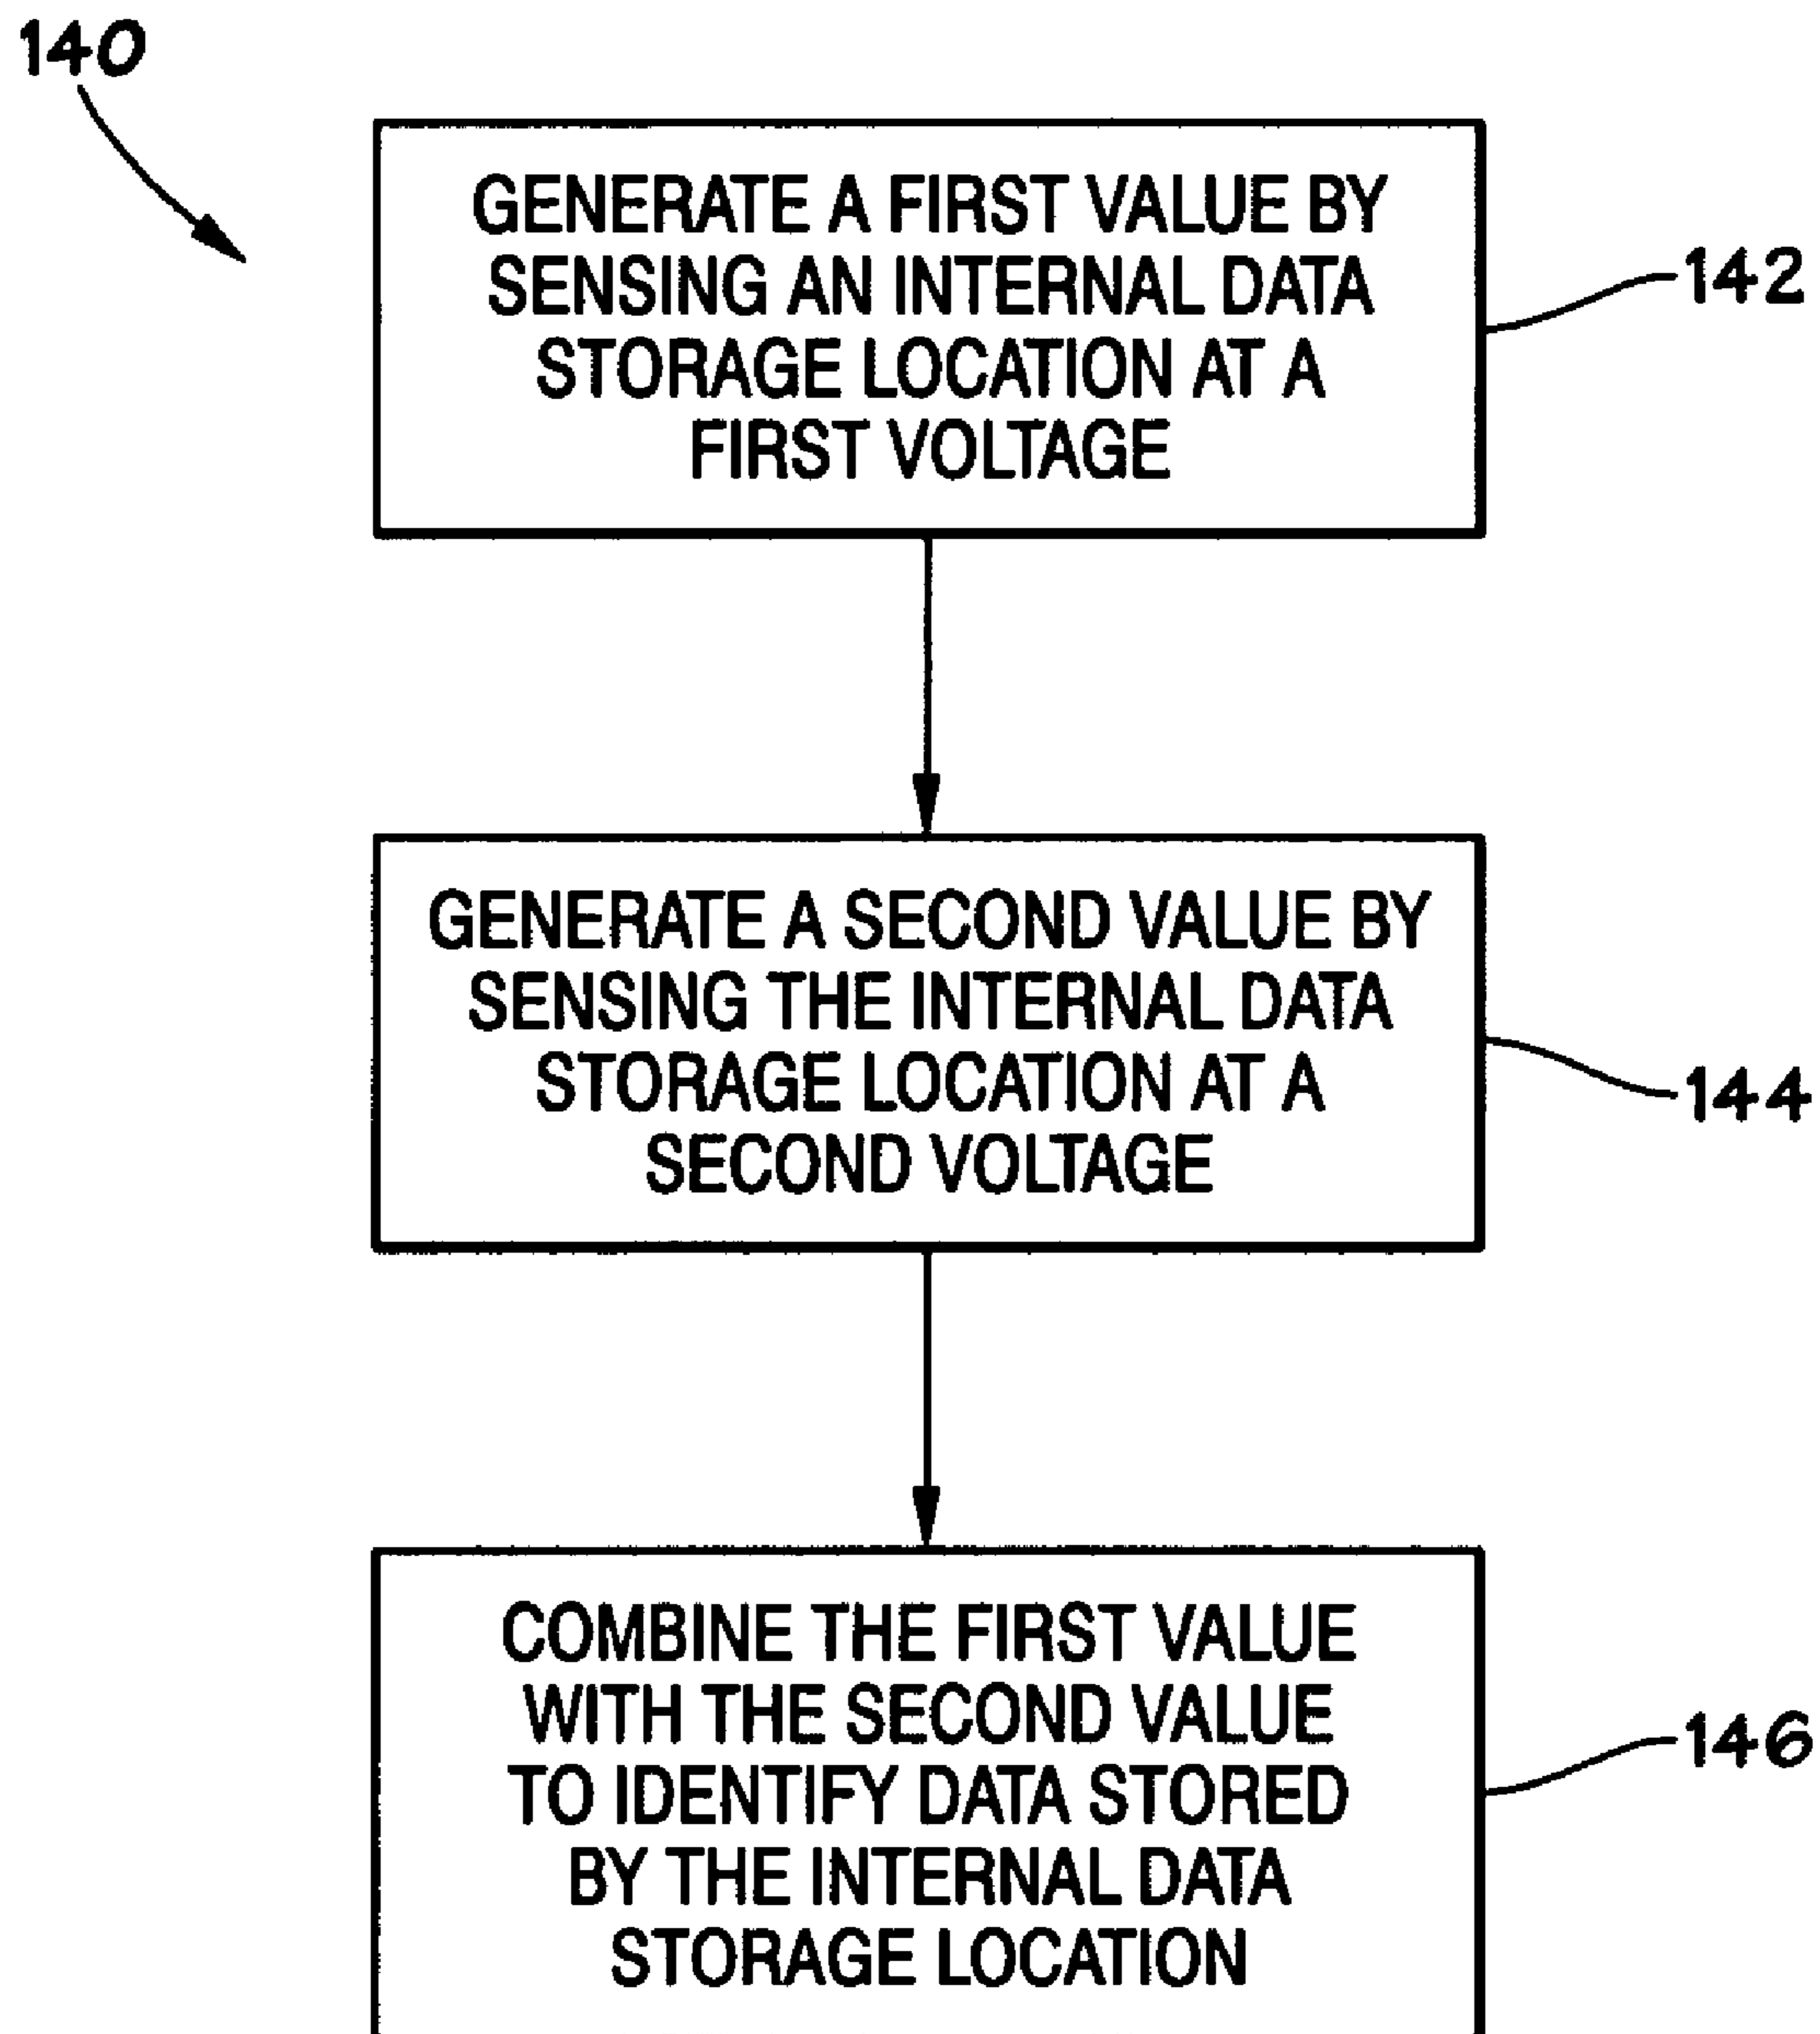 140
GENERATE A FIRST VALUE BY
SENSING AN INTERNAL DATA
STORAGE LOCATION AT A
FIRST VOLTAGE
142
GENERATE A SECOND VALUE BY
SENSING THE INTERNAL DATA
STORAGE LOCATION AT A
SECOND VOLTAGE
144
COMBINE THE FIRST VALUE
WITH THE SECOND VALUE
TO IDENTIFY DATA STORED
BY THE INTERNAL DATA
STORAGE LOCATION
146